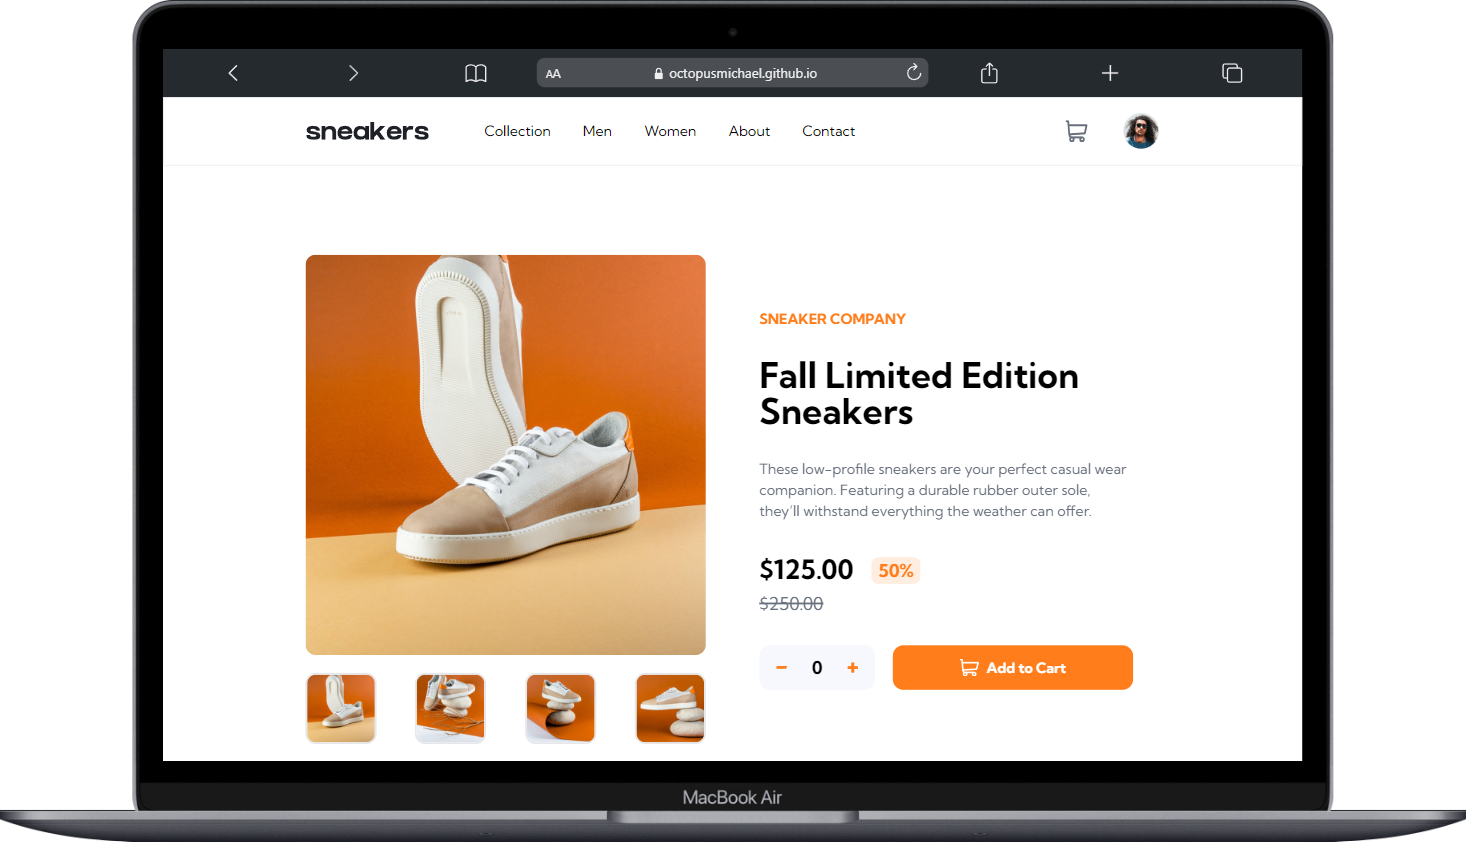 AA octopusmichael.github.io
sneakers Collection Men Women About Contact
SNEAKER COMPANY
Fall Limited Edition
Sneakers
These low-profile sneakers are your perfect casual wear
companion. Featuring a durable rubber outer sole,
they'll withstand everything the weather can offer.
$125.00 50%
$250.00
− 0 + Add to Cart
MacBook Air